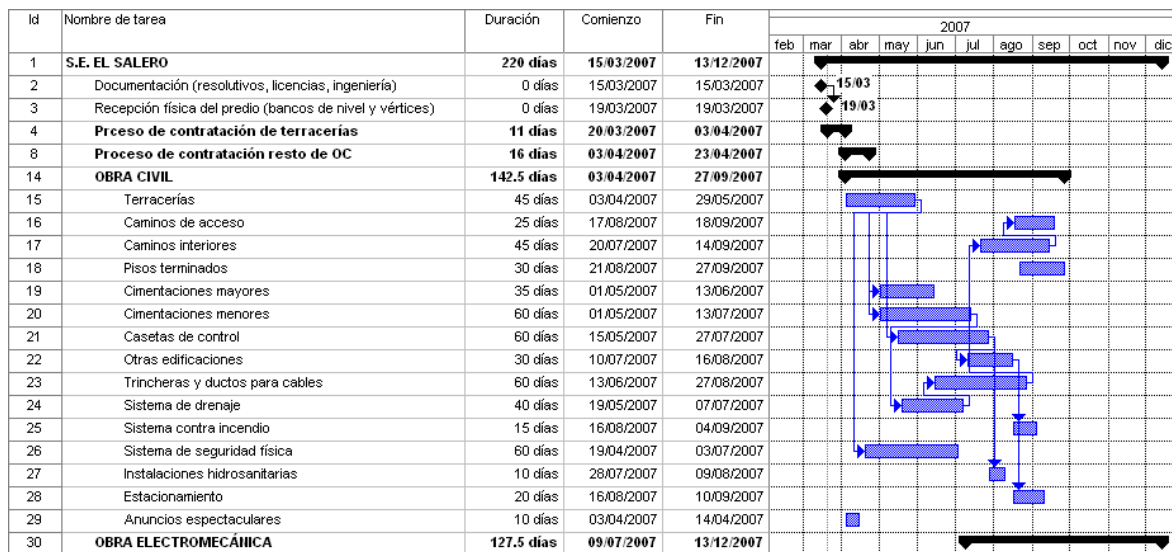 Id Nombre de tarea Duración Comienzo Fin 2007
feb mar abr may jun jul ago sep oct nov dic
1 S.E. EL SALERO 220 días 15/03/2007 13/12/2007
2 Documentación (resolutivos, licencias, ingeniería) 0 días 15/03/2007 15/03/2007 15/03
3 Recepción física del predio (bancos de nivel y vértices) 0 días 19/03/2007 19/03/2007 19/03
4 Prceso de contratación de terracerías 11 días 20/03/2007 03/04/2007
8 Proceso de contratación resto de OC 16 días 03/04/2007 23/04/2007
14 OBRA CIVIL 142.5 días 03/04/2007 27/09/2007
15 Terracerías 45 días 03/04/2007 29/05/2007
16 Caminos de acceso 25 días 17/08/2007 18/09/2007
17 Caminos interiores 45 días 20/07/2007 14/09/2007
18 Pisos terminados 30 días 21/08/2007 27/09/2007
19 Cimentaciones mayores 35 días 01/05/2007 13/06/2007
20 Cimentaciones menores 60 días 01/05/2007 13/07/2007
21 Casetas de control 60 días 15/05/2007 27/07/2007
22 Otras edificaciones 30 días 10/07/2007 16/08/2007
23 Trincheras y ductos para cables 60 días 13/06/2007 27/08/2007
24 Sistema de drenaje 40 días 19/05/2007 07/07/2007
25 Sistema contra incendio 15 días 16/08/2007 04/09/2007
26 Sistema de seguridad física 60 días 19/04/2007 03/07/2007
27 Instalaciones hidrosanitarias 10 días 28/07/2007 09/08/2007
28 Estacionamiento 20 días 16/08/2007 10/09/2007
29 Anuncios espectaculares 10 días 03/04/2007 14/04/2007
30 OBRA ELECTROMECÁNICA 127.5 días 09/07/2007 13/12/2007